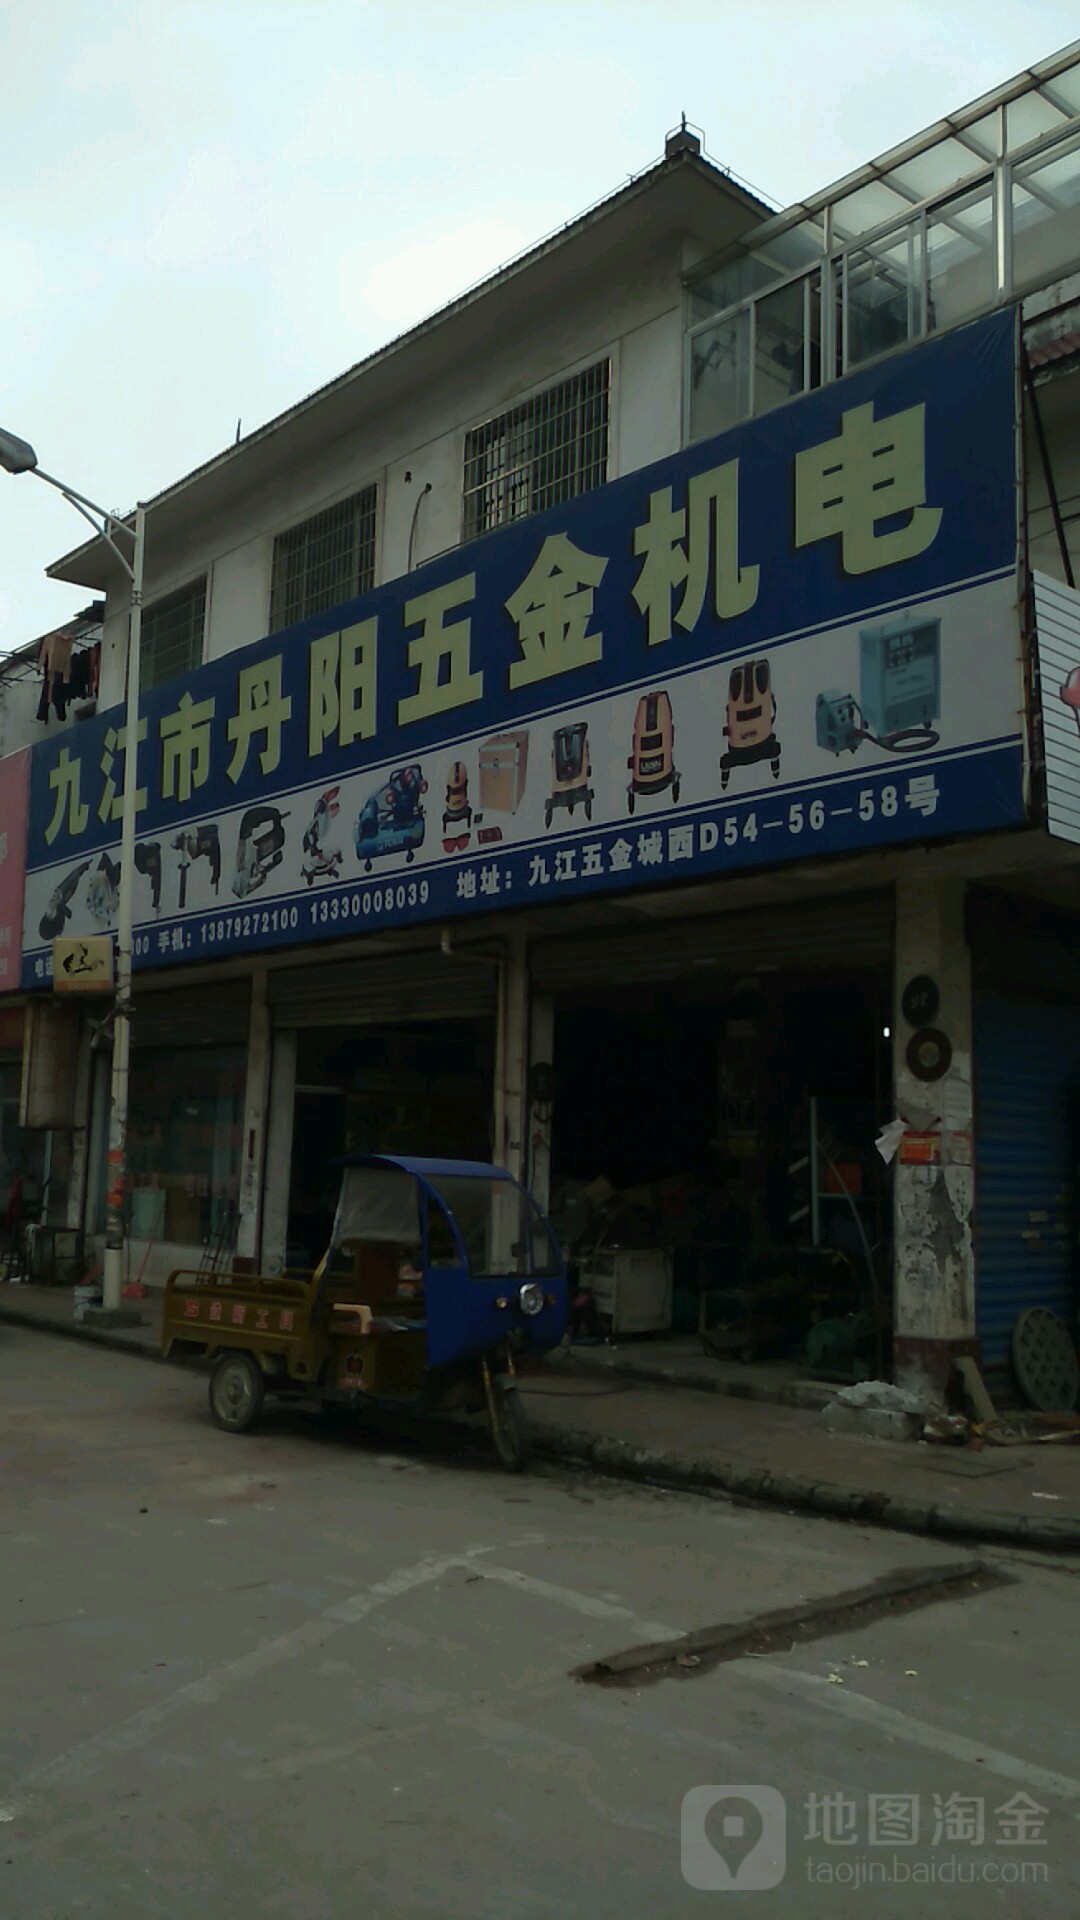 九江市丹阳五金机电
手机：13879272100 13330008039 地址：九江五金城西D54-56-58号
地图淘金
taojin.baidu.com